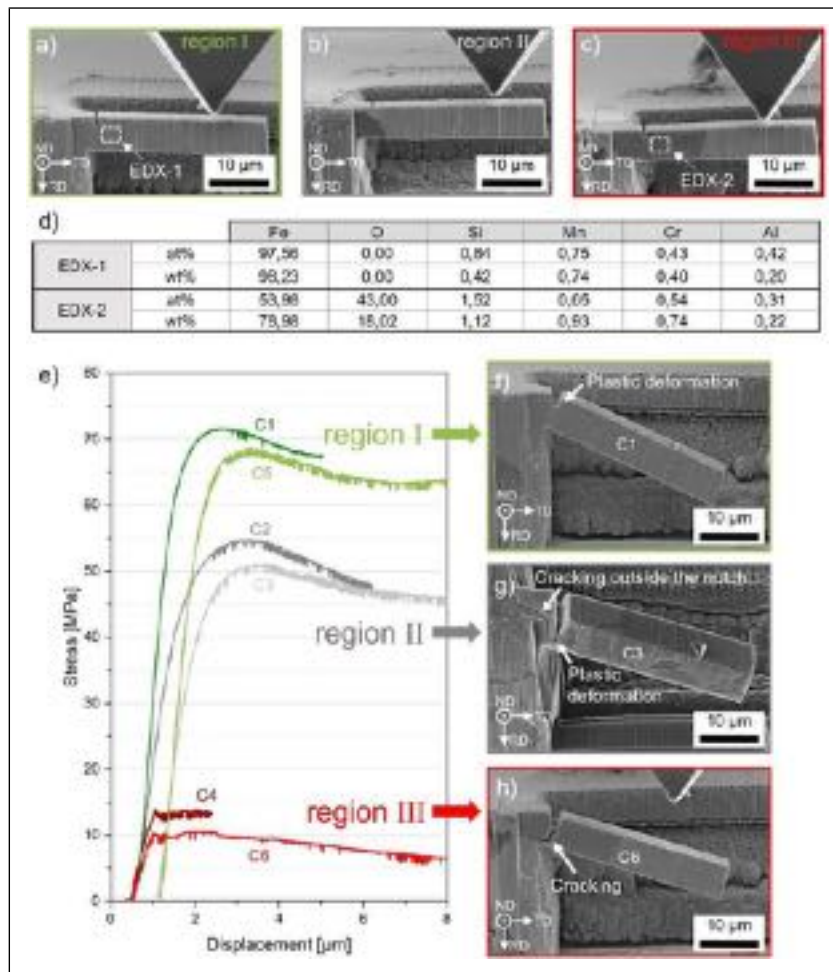 a)
region I
EDX-1
ND
TD
RD
10 µm
b)
region II
ND
TD
RD
10 µm
c)
EDX-2
TD
RD
10 µm
d)
Fe O Si Mn Cr Al
EDX-1 at% 97,56 0,00 0,84 0,75 0,43 0,42
wt% 98,23 0,00 0,42 0,74 0,40 0,20
EDX-2 at% 53,98 43,00 1,52 0,65 0,54 0,31
wt% 78,98 18,02 1,12 0,93 0,74 0,22
e)
Stress [MPa]
80
70
60
50
40
30
20
10
0
0 2 4 6 8
Displacement [µm]
C1
C5
C2
C3
C4
C6
region I
region II
region III
f)
Plastic deformation
C1
ND
TD
RD
10 µm
g)
Cracking outside the notch
C3
Plastic
deformation
ND
TD
RD
10 µm
h)
C6
Cracking
ND
TD
RD
10 µm